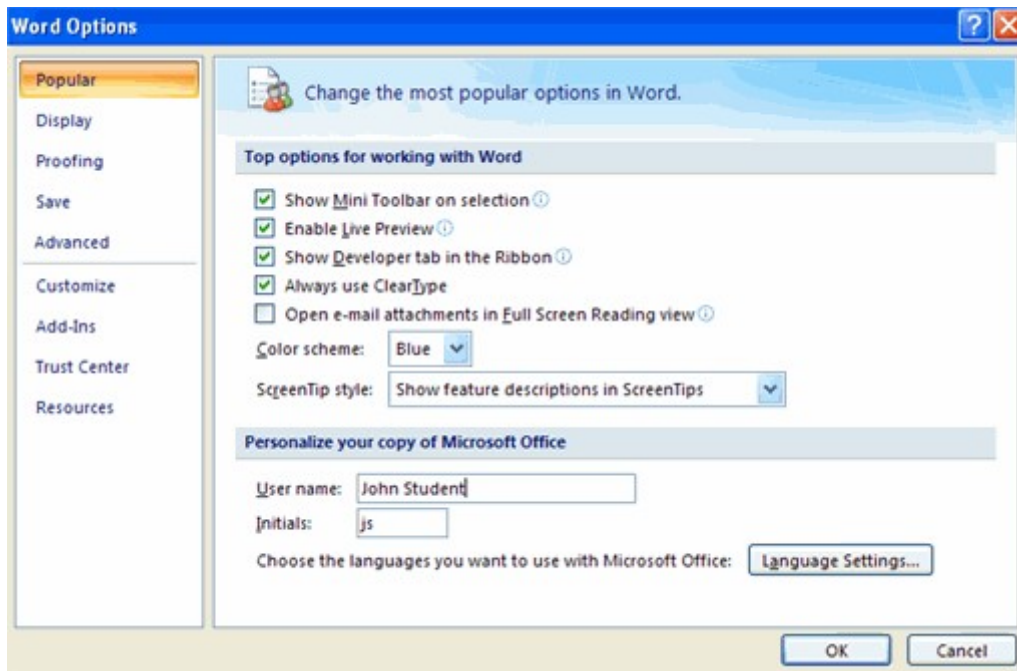 Word Options
Popular
Display
Proofing
Save
Advanced
Customize
Add-Ins
Trust Center
Resources
Change the most popular options in Word.
Top options for working with Word
Show Mini Toolbar on selection
Enable Live Preview
Show Developer tab in the Ribbon
Always use ClearType
Open e-mail attachments in Full Screen Reading view
Color scheme: Blue
ScreenTip style: Show feature descriptions in ScreenTips
Personalize your copy of Microsoft Office
User name: John Student
Initials: js
Choose the languages you want to use with Microsoft Office: Language Settings...
OK Cancel